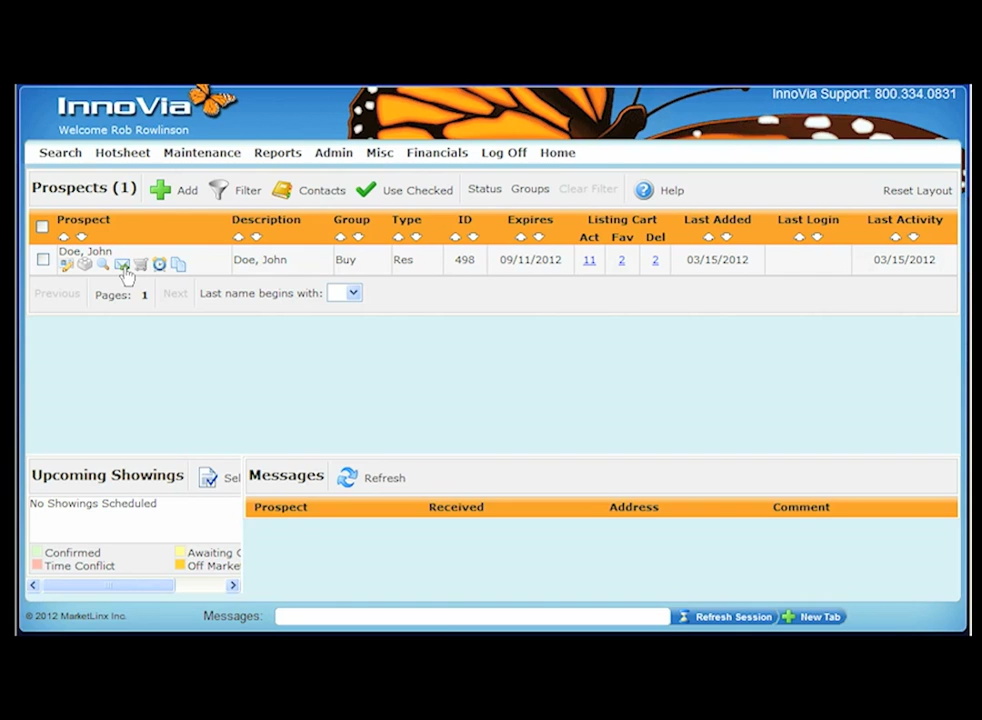 InnoVia
InnoVia Support: 800.334.0831
Welcome Rob Rowlinson
Search Hotsheet Maintenance Reports Admin Misc Financials Log Off Home
Prospects (1) Add Filter Contacts Use Checked Status Groups Clear Filter Help Reset Layout
Prospect Description Group Type ID Expires Listing Cart Last Added Last Login Last Activity
Act Fav Del
Doe, John
Doe, John Buy Res 498 09/11/2012 11 2 2 03/15/2012 03/15/2012
Previous Pages: 1 Next Last name begins with:
Upcoming Showings Sel Messages Refresh
No Showings Scheduled Prospect Received Address Comment
Confirmed Awaiting C
Time Conflict Off Marke
© 2012 MarketLinx Inc. Messages: Refresh Session New Tab